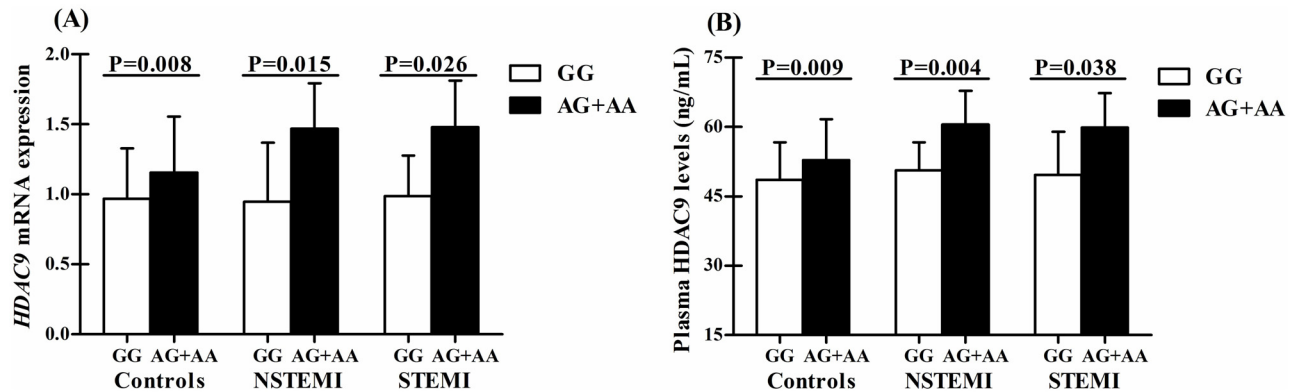 (A)
HDAC9 mRNA expression
2.0
1.5
1.0
0.5
0.0
P=0.008 P=0.015 P=0.026
GG
AG+AA
GG AG+AA GG AG+AA GG AG+AA
Controls NSTEMI STEMI
(B)
Plasma HDAC9 levels (ng/mL)
75
60
45
30
15
P=0.009 P=0.004 P=0.038
GG
AG+AA
GG AG+AA GG AG+AA GG AG+AA
Controls NSTEMI STEMI